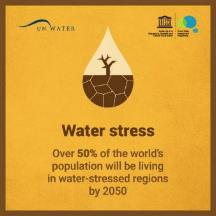 UN WATER
Water stress
Over 50% of the world's
population will be living
in water-stressed regions
by 2050